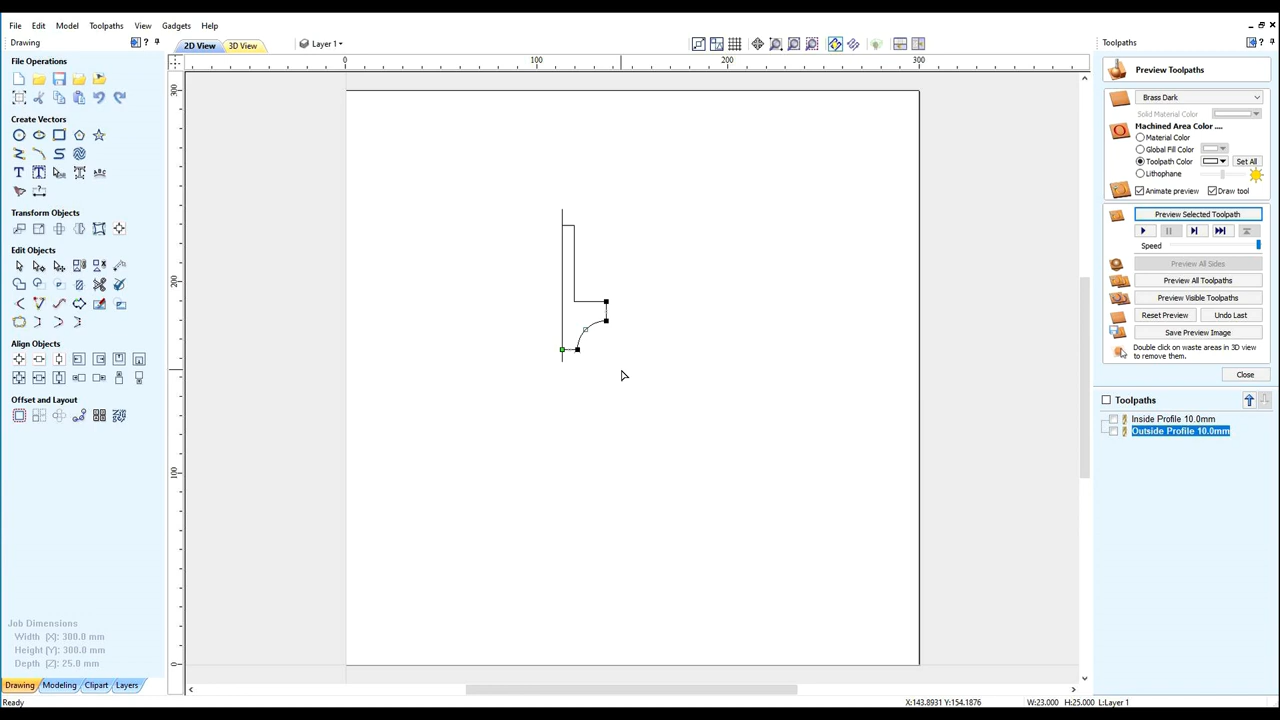 File Edit Model Toolpaths View Gadgets Help
Drawing ?
2D View 3D View Layer 1
Toolpaths ?
File Operations
Create Vectors
Transform Objects
Edit Objects
Align Objects
Offset and Layout
0 100 200 300
300
200
100
0
Preview Toolpaths
Brass Dark
Solid Material Color
Machined Area Color ....
Material Color
Global Fill Color
Toolpath Color Set All
Lithophane
Animate preview Draw tool
Preview Selected Toolpath
Speed
Preview All Sides
Preview All Toolpaths
Preview Visible Toolpaths
Reset Preview Undo Last
Save Preview Image
Double click on waste areas in 3D view
to remove them.
Close
Toolpaths
Inside Profile 10.0mm
Outside Profile 10.0mm
Job Dimensions
Width [X]: 300.0 mm
Height [Y]: 300.0 mm
Depth [Z]: 25.0 mm
Drawing Modeling Clipart Layers
Ready
X:143.8931 Y:154.1876 W:23.000 H:25.000 L:Layer 1